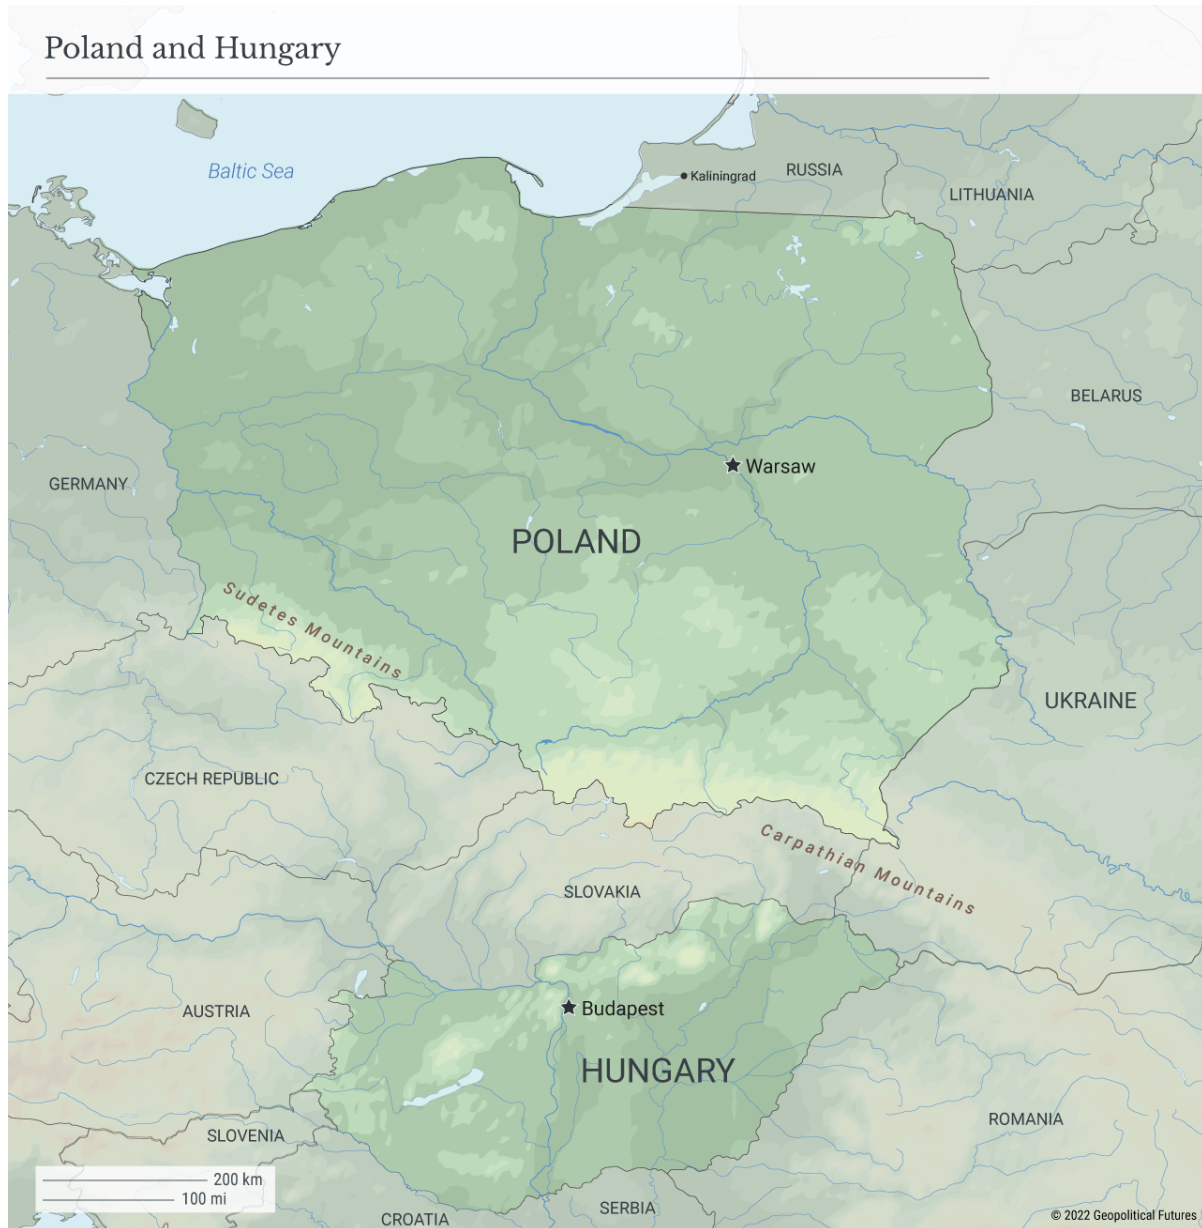 Poland and Hungary
Baltic Sea
Kaliningrad
RUSSIA
LITHUANIA
BELARUS
GERMANY
Warsaw
POLAND
Sudetes Mountains
UKRAINE
CZECH REPUBLIC
Carpathian Mountains
SLOVAKIA
AUSTRIA
Budapest
HUNGARY
ROMANIA
SLOVENIA
200 km
100 mi
SERBIA
CROATIA
© 2022 Geopolitical Futures